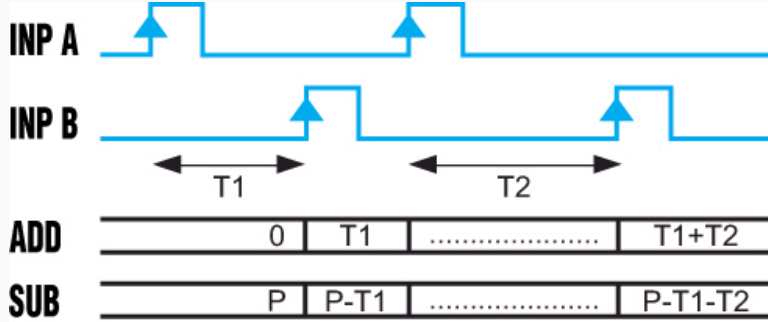 INP A
INP B
T1 T2
ADD 0 T1 ..................... T1+T2
SUB P P-T1 ..................... P-T1-T2